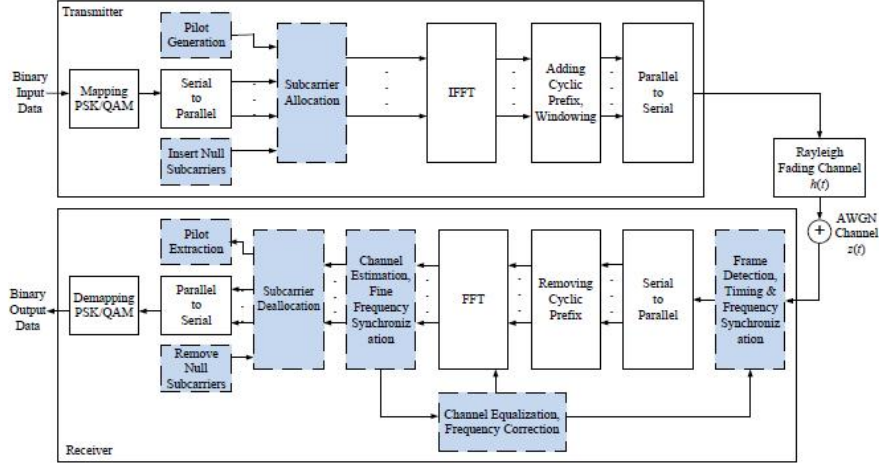 Transmitter
Pilot
Generation
Binary
Input
Data
Mapping
PSK/QAM
Serial
to
Parallel
Insert Null
Subcarriers
Subcarrier
Allocation
IFFT
Adding
Cyclic
Prefix,
Windowing
Parallel
to
Serial
Rayleigh
Fading Channel
h(t)
AWGN
Channel
z(t)
+
Pilot
Extraction
Binary
Output
Data
Demapping
PSK/QAM
Parallel
to
Serial
Remove
Null
Subcarriers
Subcarrier
Deallocation
Channel
Estimation,
Fine
Frequency
Synchroniz
ation
FFT
Removing
Cyclic
Prefix
Serial
to
Parallel
Frame
Detection,
Timing &
Frequency
Synchroniz
ation
Channel Equalization,
Frequency Correction
Receiver